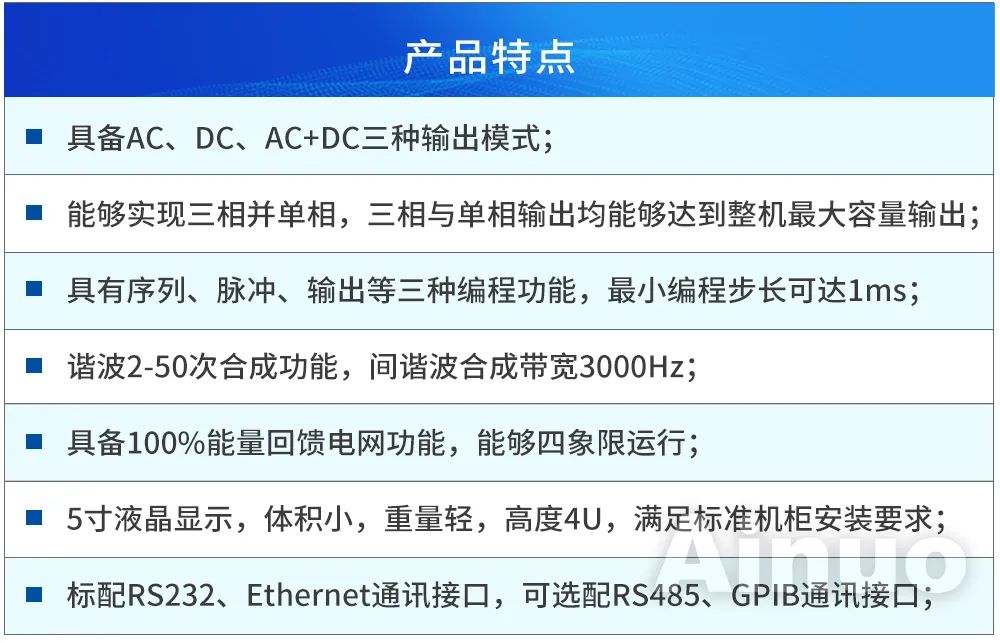 产品特点
具备AC、DC、AC+DC三种输出模式；
能够实现三相并单相，三相与单相输出均能够达到整机最大容量输出；
具有序列、脉冲、输出等三种编程功能，最小编程步长可达1ms；
谐波2-50次合成功能，间谐波合成带宽3000Hz；
具备100%能量回馈电网功能，能够四象限运行；
5寸液晶显示，体积小，重量轻，高度4U，满足标准机柜安装要求；
Ainuo
标配RS232、Ethernet通讯接口，可选配RS485、GPIB通讯接口；